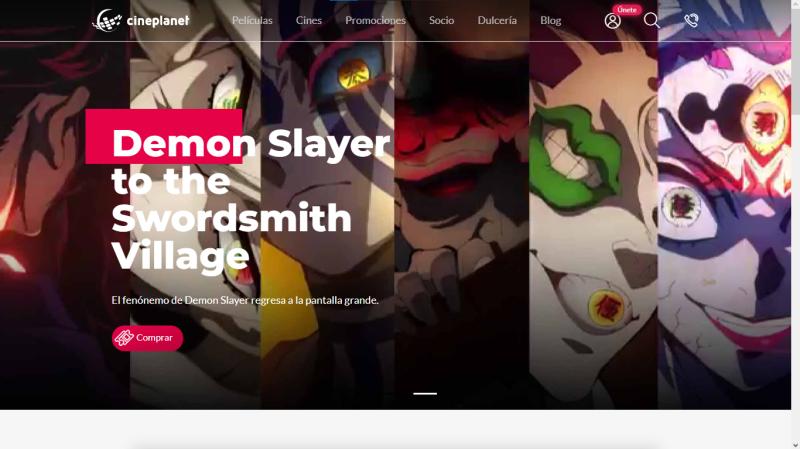 cineplanet
Películas
Cines
Promociones
Socio
Dulcería
Blog
Únete
Demon Slayer
to the
Swordsmith
Village
El fenónemo de Demon Slayer regresa a la pantalla grande.
Comprar